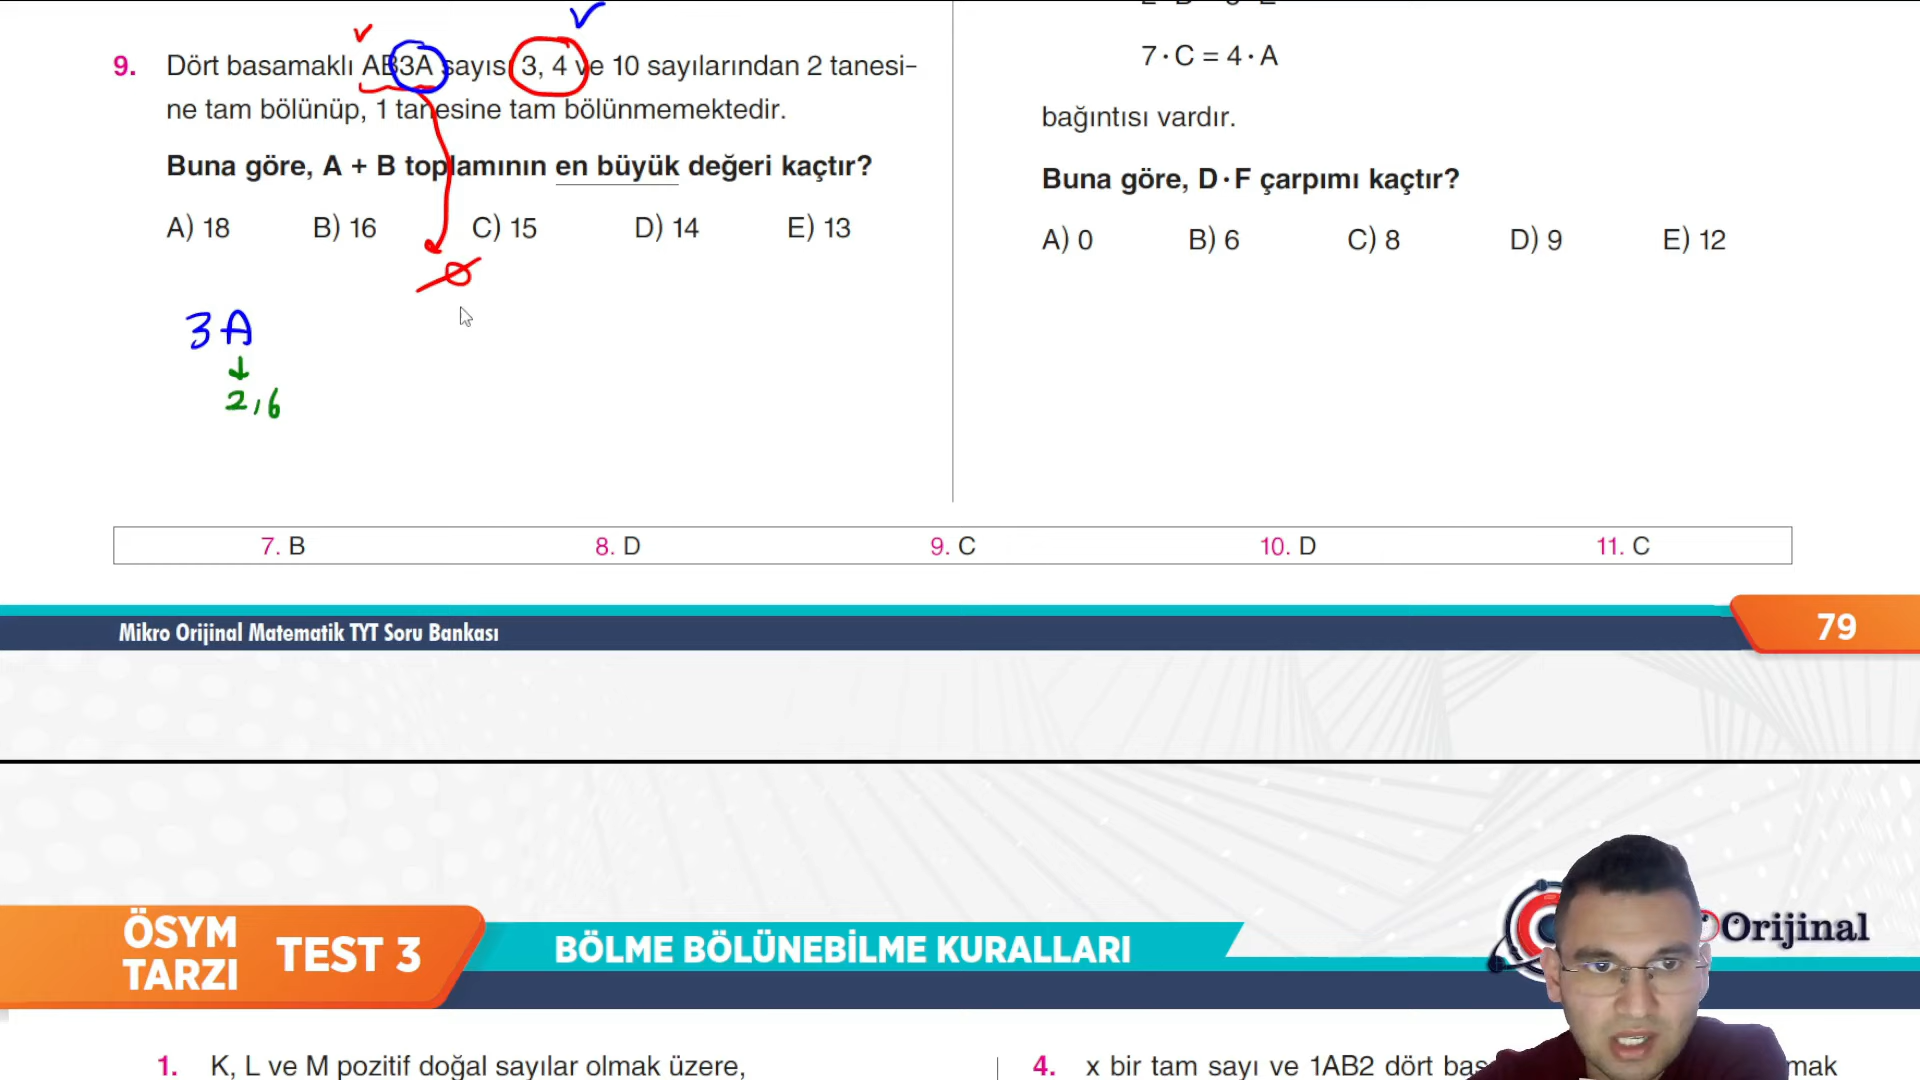 9. Dört basamaklı AB3A sayısı 3, 4 ve 10 sayılarından 2 tanesi-
ne tam bölünüp, 1 tanesine tam bölünmemektedir.
Buna göre, A + B toplamının en büyük değeri kaçtır?
A) 18 B) 16 C) 15 D) 14 E) 13
0
3A
2, 6
7 · C = 4 · A
bağıntısı vardır.
Buna göre, D · F çarpımı kaçtır?
A) 0 B) 6 C) 8 D) 9 E) 12
7. B 8. D 9. C 10. D 11. C
Mikro Orijinal Matematik TYT Soru Bankası 79
ÖSYM
TARZI
TEST 3
BÖLME BÖLÜNEBİLME KURALLARI
Orijinal
1. K, L ve M pozitif doğal sayılar olmak üzere,
4. x bir tam sayı ve 1AB2 dört bas mak